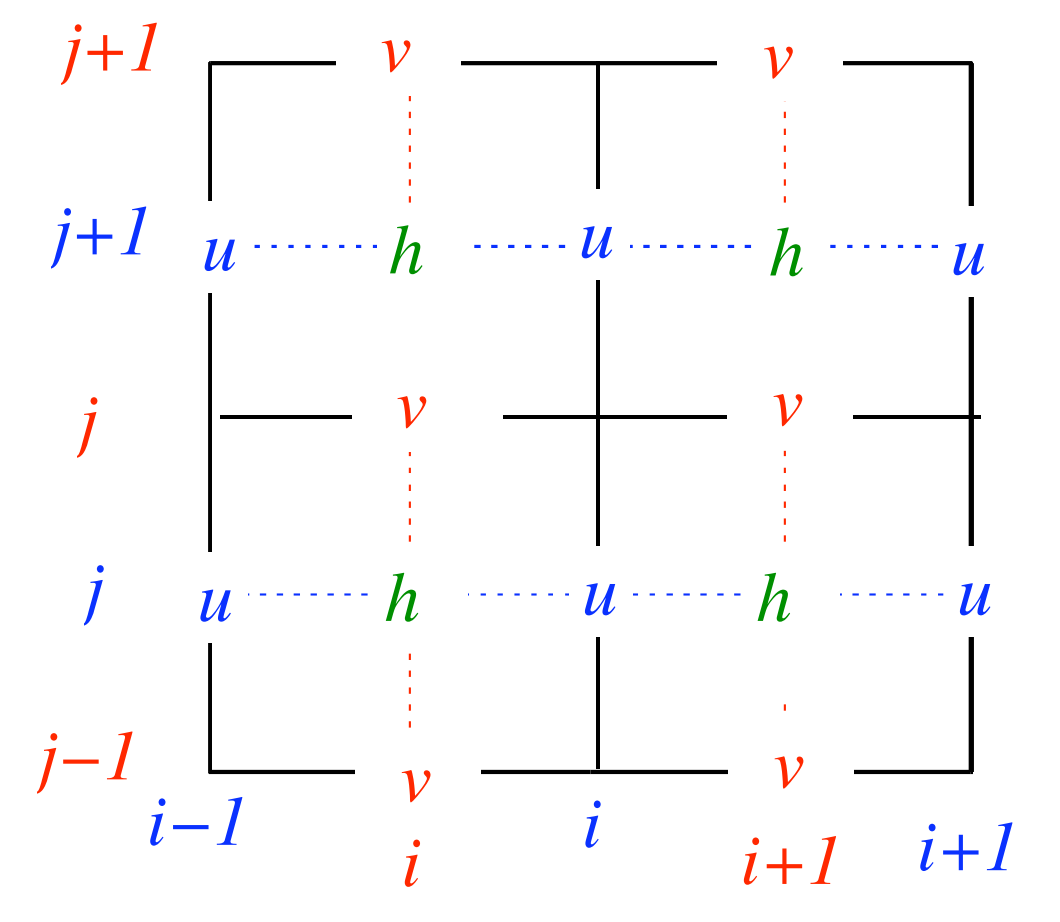 j+1 v v
j+1 u h u h u
j v v
j u h u h u
j−1 v v
i−1 i i+1
i i+1